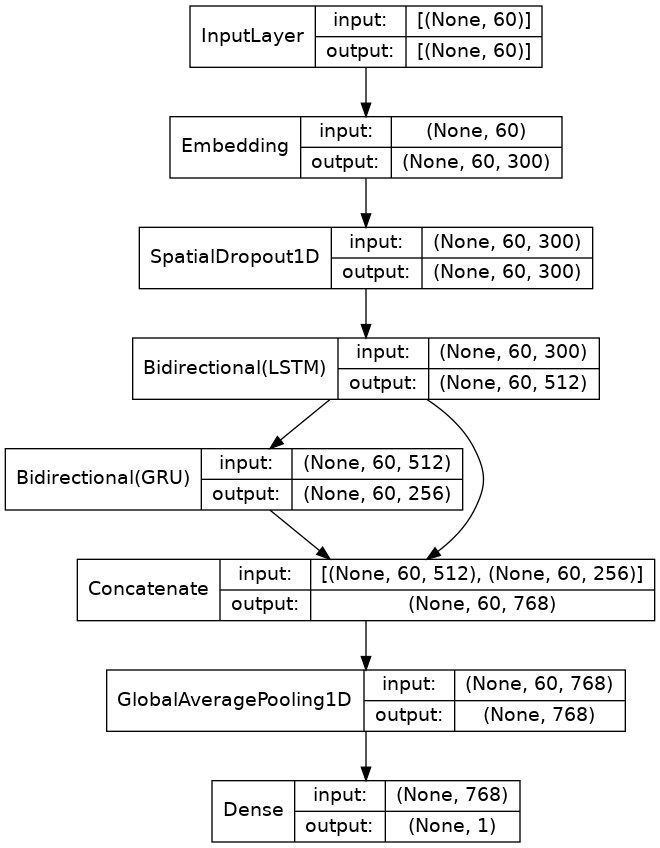 InputLayer
input: [(None, 60)]
output: [(None, 60)]
Embedding
input: (None, 60)
output: (None, 60, 300)
SpatialDropout1D
input: (None, 60, 300)
output: (None, 60, 300)
Bidirectional(LSTM)
input: (None, 60, 300)
output: (None, 60, 512)
Bidirectional(GRU)
input: (None, 60, 512)
output: (None, 60, 256)
Concatenate
input: [(None, 60, 512), (None, 60, 256)]
output: (None, 60, 768)
GlobalAveragePooling1D
input: (None, 60, 768)
output: (None, 768)
Dense
input: (None, 768)
output: (None, 1)